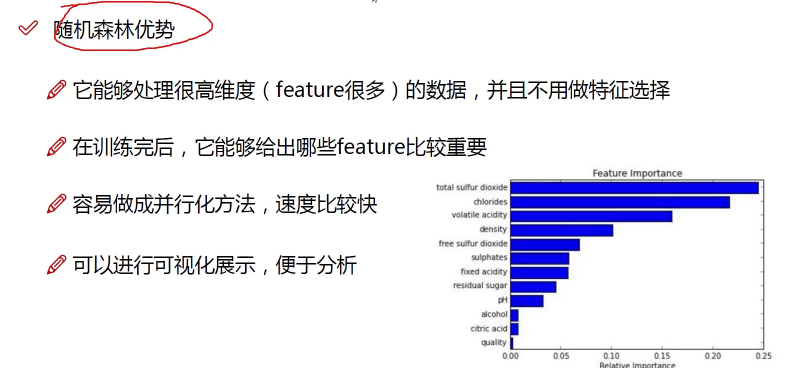 随机森林优势
它能够处理很高维度（feature很多）的数据，并且不用做特征选择
在训练完后，它能够给出哪些feature比较重要
容易做成并行化方法，速度比较快
可以进行可视化展示，便于分析
Feature Importance
total sulfur dioxide
chlorides
volatile acidity
density
free sulfur dioxide
sulphates
fixed acidity
residual sugar
pH
alcohol
citric acid
quality
0.00 0.05 0.10 0.15 0.20 0.25
Relative Importance